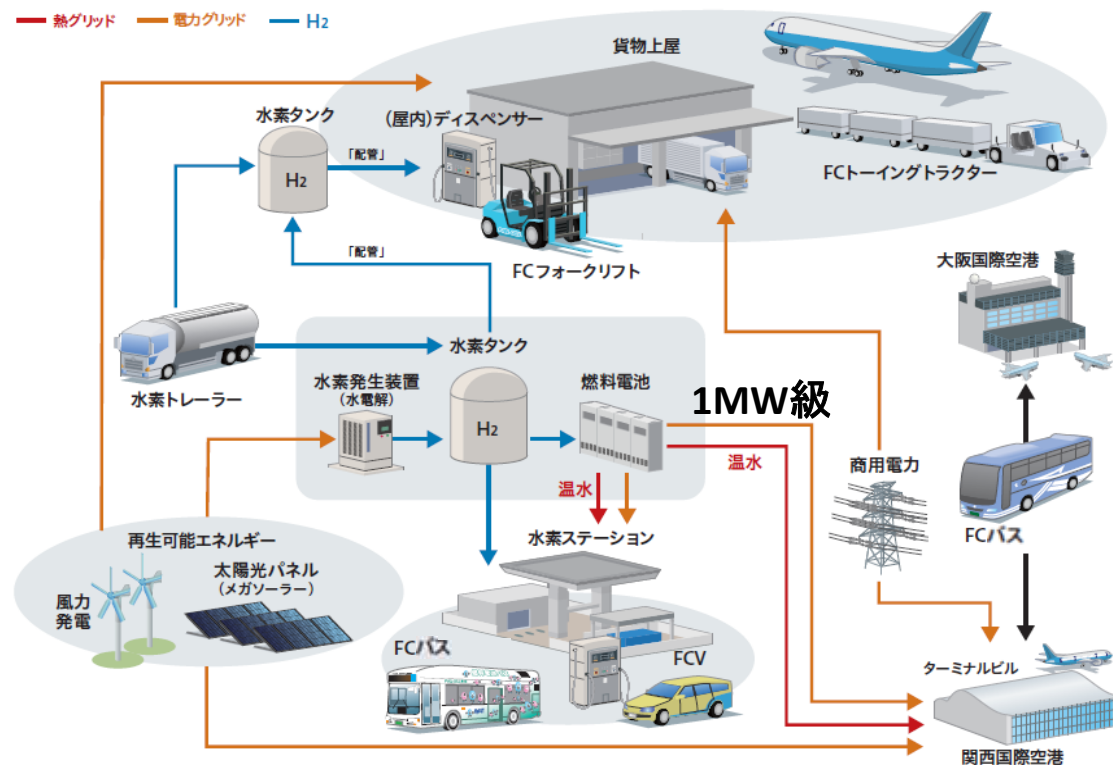 熱グリッド 電力グリッド H2
貨物上屋
水素タンク
(屋内)ディスペンサー
「配管」
H2
FCトーイングトラクター
FCフォークリフト
「配管」
大阪国際空港
水素タンク
水素トレーラー
水素発生装置
(水電解)
燃料電池
1MW級
H2
温水
商用電力
温水
FCバス
水素ステーション
再生可能エネルギー
太陽光パネル
(メガソーラー)
風力
発電
FCバス
FCV
ターミナルビル
関西国際空港